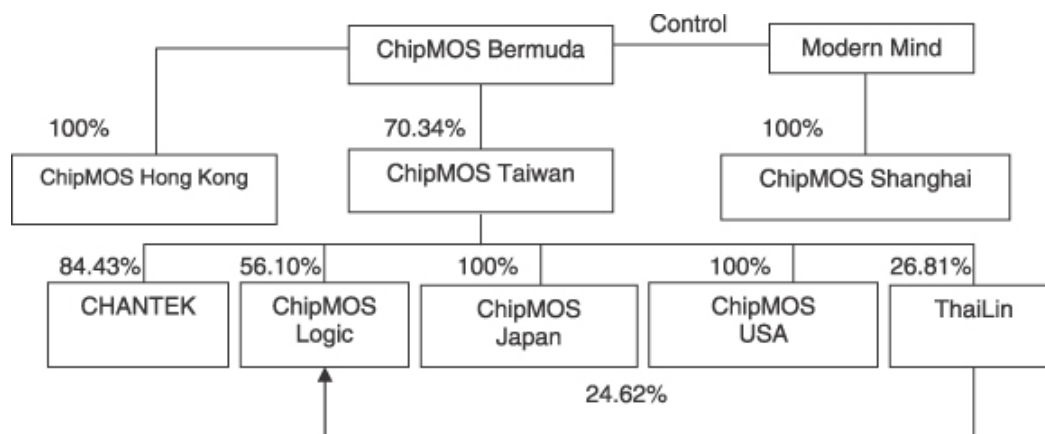 Control
ChipMOS Bermuda
Modern Mind
100%
70.34%
100%
ChipMOS Hong Kong
ChipMOS Taiwan
ChipMOS Shanghai
84.43%
56.10%
100%
100%
26.81%
CHANTEK
ChipMOS
Logic
ChipMOS
Japan
ChipMOS
USA
ThaiLin
24.62%